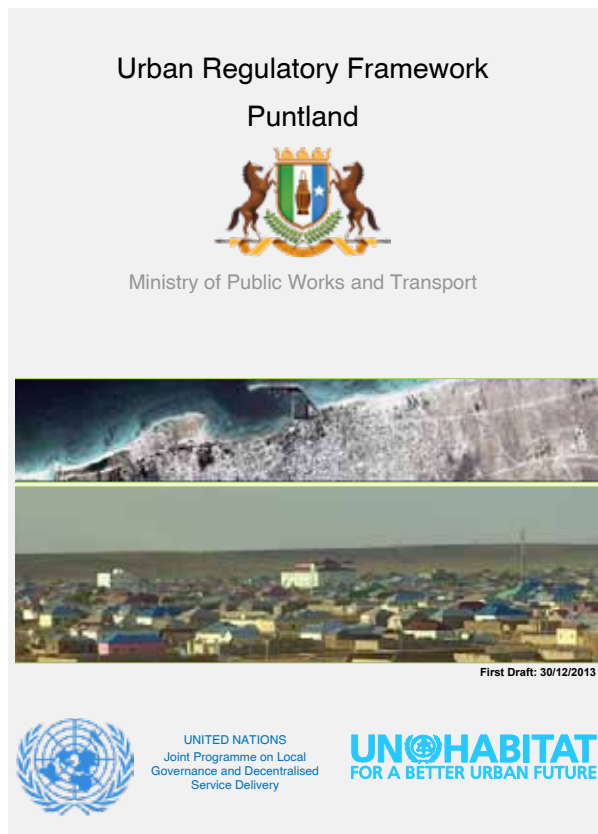 Urban Regulatory Framework
Puntland
Ministry of Public Works and Transport
First Draft: 30/12/2013
UNITED NATIONS
Joint Programme on Local
Governance and Decentralised
Service Delivery
UN HABITAT
FOR A BETTER URBAN FUTURE